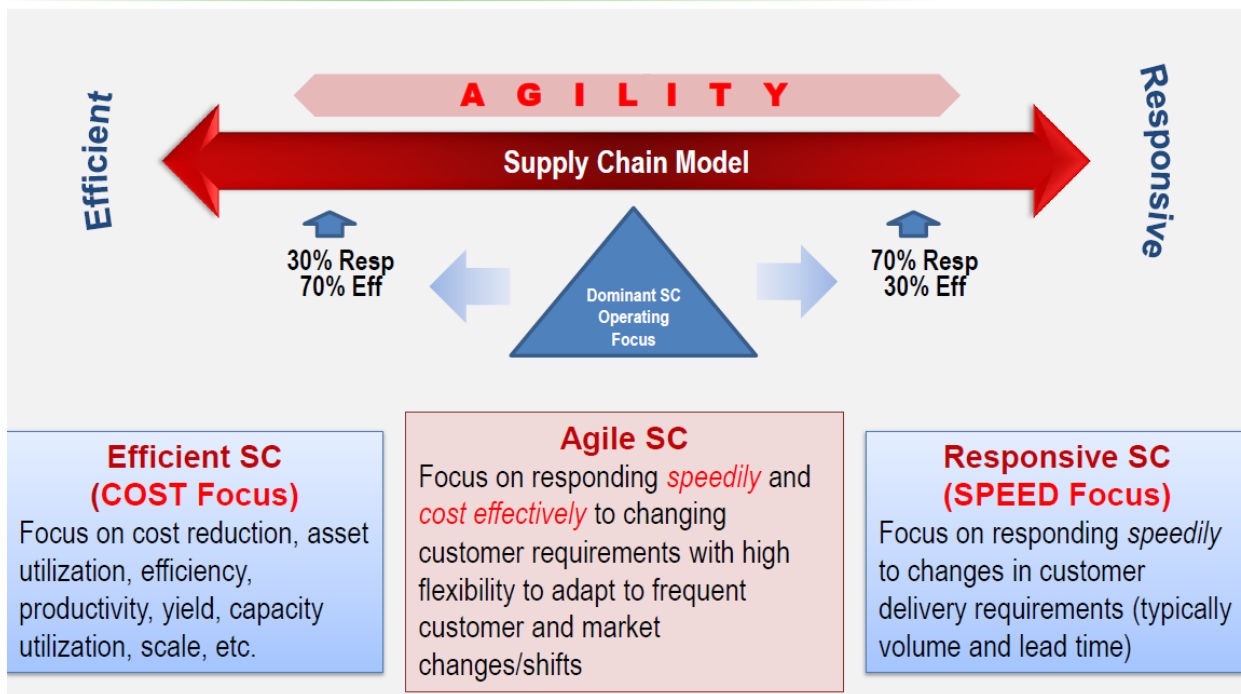 A G I L I T Y
Efficient
Responsive
Supply Chain Model
30% Resp
70% Eff
70% Resp
30% Eff
Dominant SC
Operating
Focus
Efficient SC
(COST Focus)
Focus on cost reduction, asset
utilization, efficiency,
productivity, yield, capacity
utilization, scale, etc.
Agile SC
Focus on responding speedily and
cost effectively to changing
customer requirements with high
flexibility to adapt to frequent
customer and market
changes/shifts
Responsive SC
(SPEED Focus)
Focus on responding speedily
to changes in customer
delivery requirements (typically
volume and lead time)